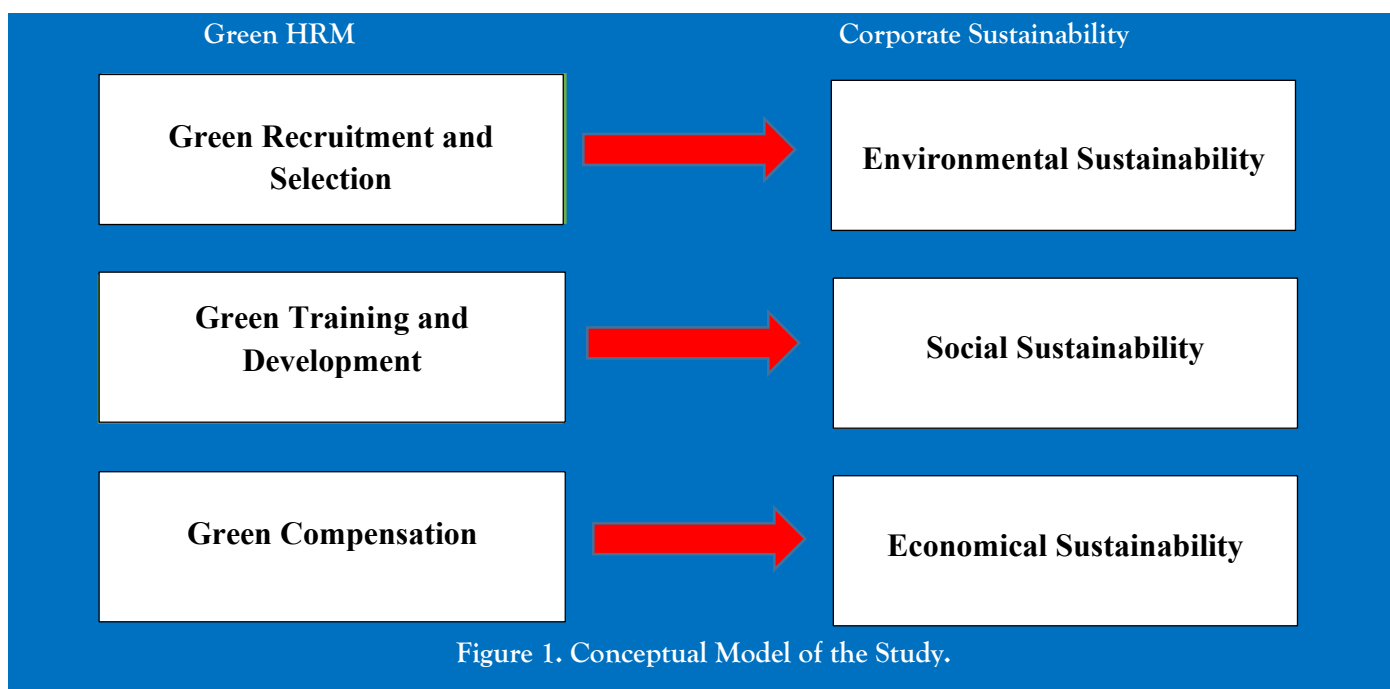 Green HRM
Corporate Sustainability
Green Recruitment and
Selection
Environmental Sustainability
Green Training and
Development
Social Sustainability
Green Compensation
Economical Sustainability
Figure 1. Conceptual Model of the Study.